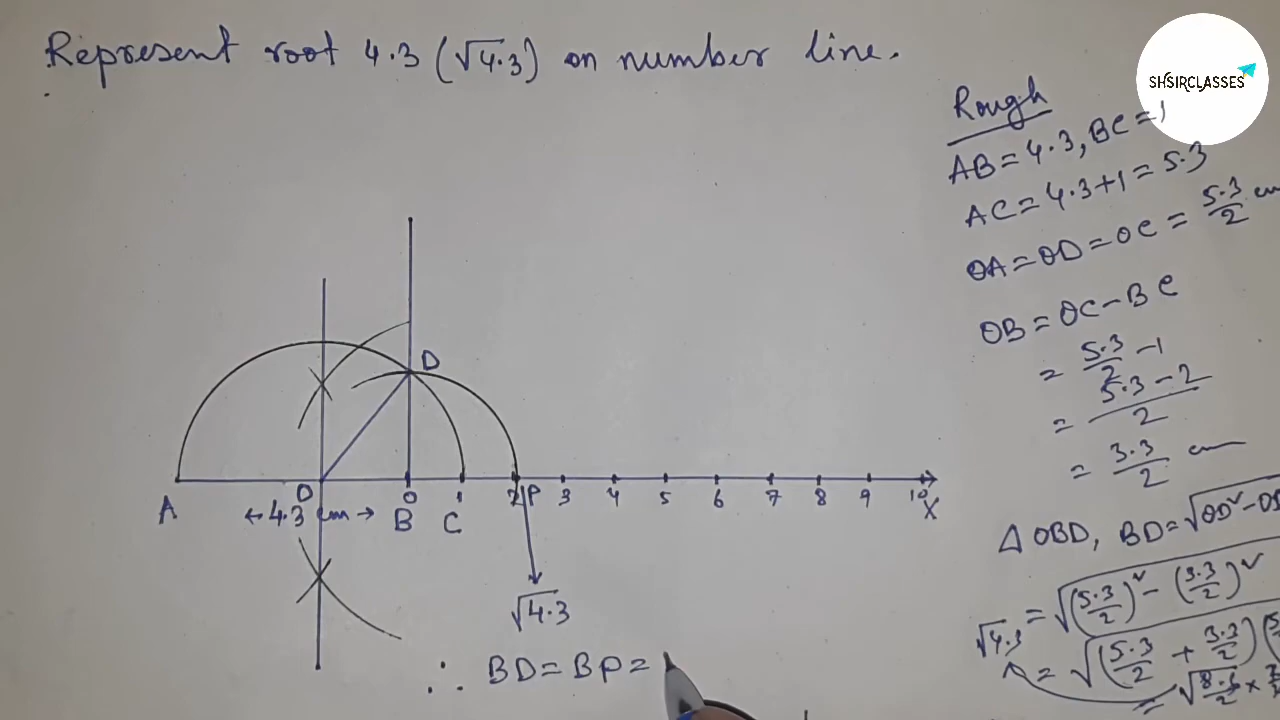 Represent root 4.3 (√4.3) on number line.
SHSIRCLASSES
Rough
AB=4.3, BC=1
AC=4.3+1=5.3
OA=OD=OC=5.3/2 cm
OB=OC-BC
=5.3/2-1
=5.3-2/2
=3.3/2 cm
D
O 0 1 2 P 3 4 5 6 7 8 9 10
A ←4.3 cm→ B C X
√4.3
△OBD, BD=√OD²-OB
√4.3 =√(5.3/2)²-(3.3/2)²
=√(5.3/2+3.3/2)(5
=√8.6/2×
∴ BD=BP=